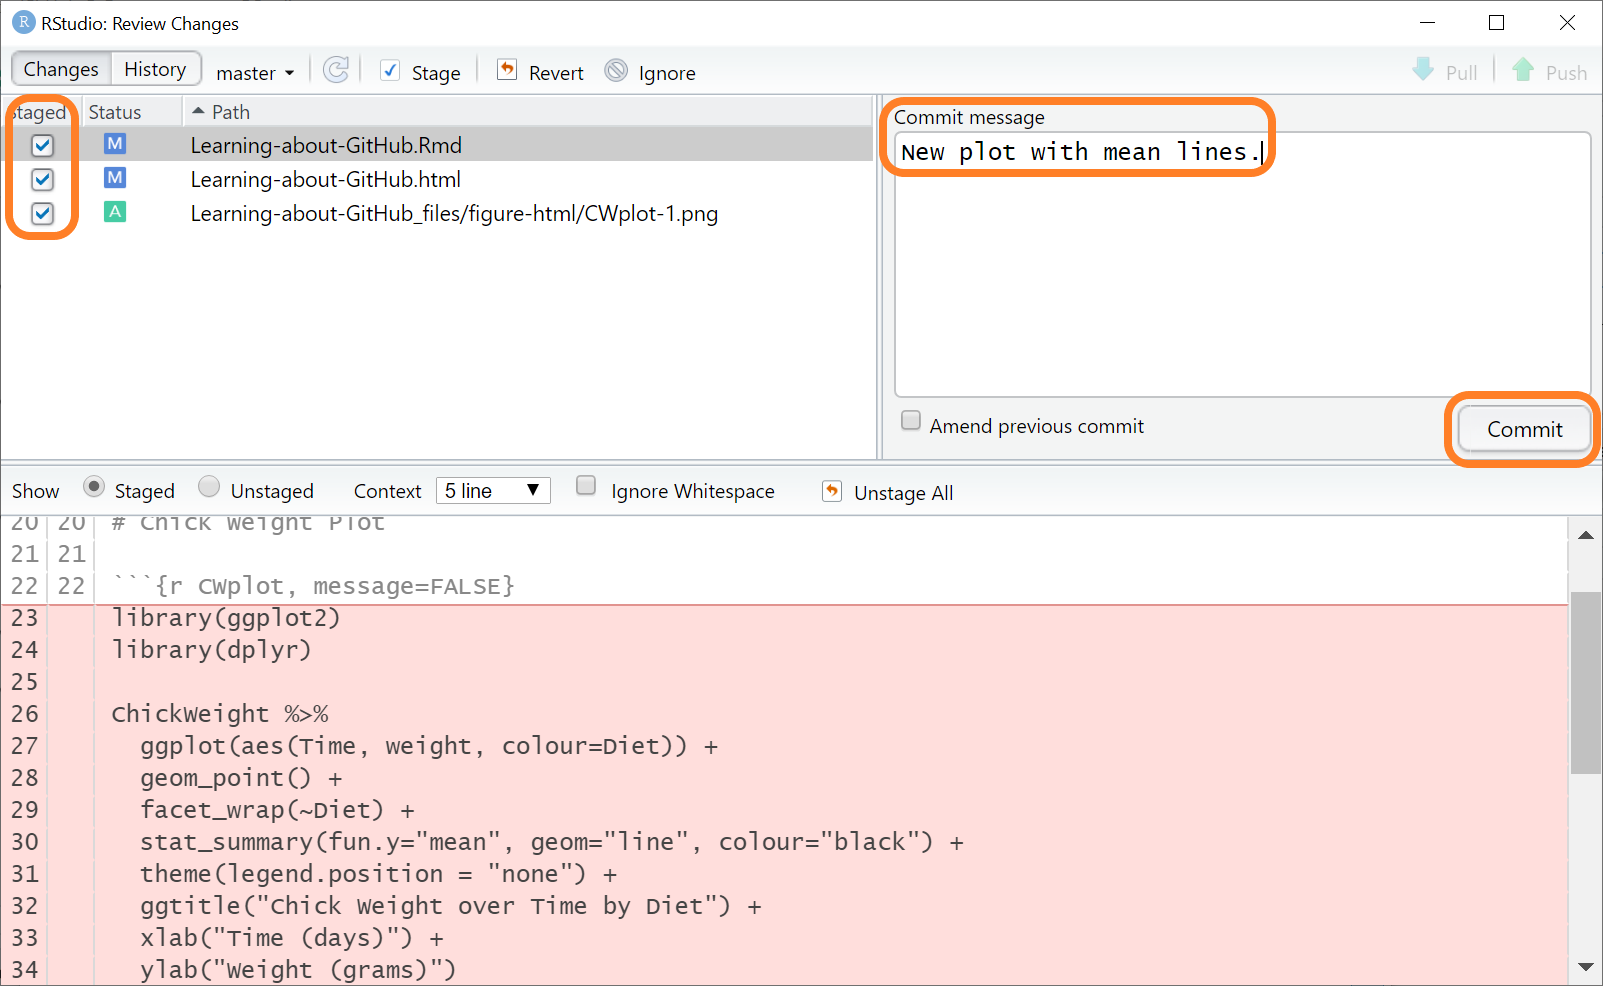 R RStudio: Review Changes
Changes History master Stage Revert Ignore Pull Push
Staged Status Path
M Learning-about-GitHub.Rmd
M Learning-about-GitHub.html
A Learning-about-GitHub_files/figure-html/CWplot-1.png
Commit message
New plot with mean lines.
Amend previous commit
Commit
Show Staged Unstaged Context 5 line Ignore Whitespace Unstage All
20 20 # Chick Weight Plot
21 21
22 22 ```{r CWplot, message=FALSE}
23 library(ggplot2)
24 library(dplyr)
25
26 ChickWeight %>%
27 ggplot(aes(Time, weight, colour=Diet)) +
28 geom_point() +
29 facet_wrap(~Diet) +
30 stat_summary(fun.y="mean", geom="line", colour="black") +
31 theme(legend.position = "none") +
32 ggtitle("Chick Weight over Time by Diet") +
33 xlab("Time (days)") +
34 ylab("Weight (grams)")